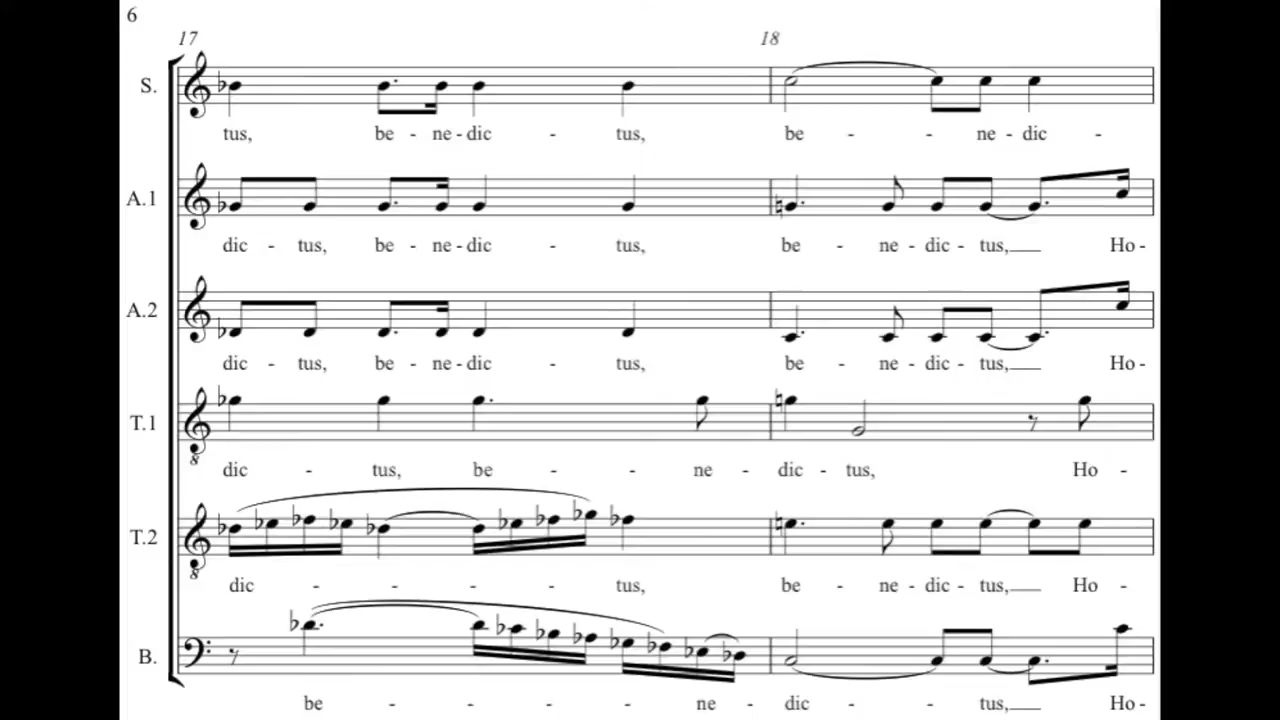 6
17 18
S.
tus, be - ne - dic - tus, be - - ne - dic -
A.1
dic - tus, be - ne - dic - tus, be - ne - dic - tus, Ho -
A.2
dic - tus, be - ne - dic - tus, be - ne - dic - tus, Ho -
T.1
8
dic - tus, be - - ne - dic - tus, Ho -
T.2
8
dic - - - - tus, be - ne - dic - tus, Ho -
B.
be - - - - ne - dic - - tus, Ho -